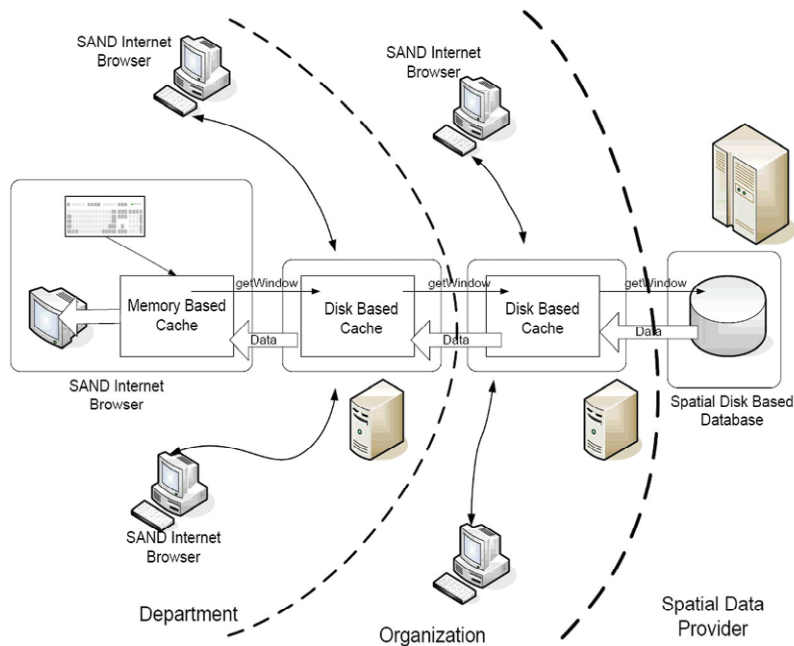 SAND Internet
Browser
SAND Internet
Browser
getWindow
getWindow
getWindow
Memory Based
Cache
Disk Based
Cache
Disk Based
Cache
Data
Data
Data
SAND Internet
Browser
Spatial Disk Based
Database
SAND Internet
Browser
Department
Organization
Spatial Data
Provider